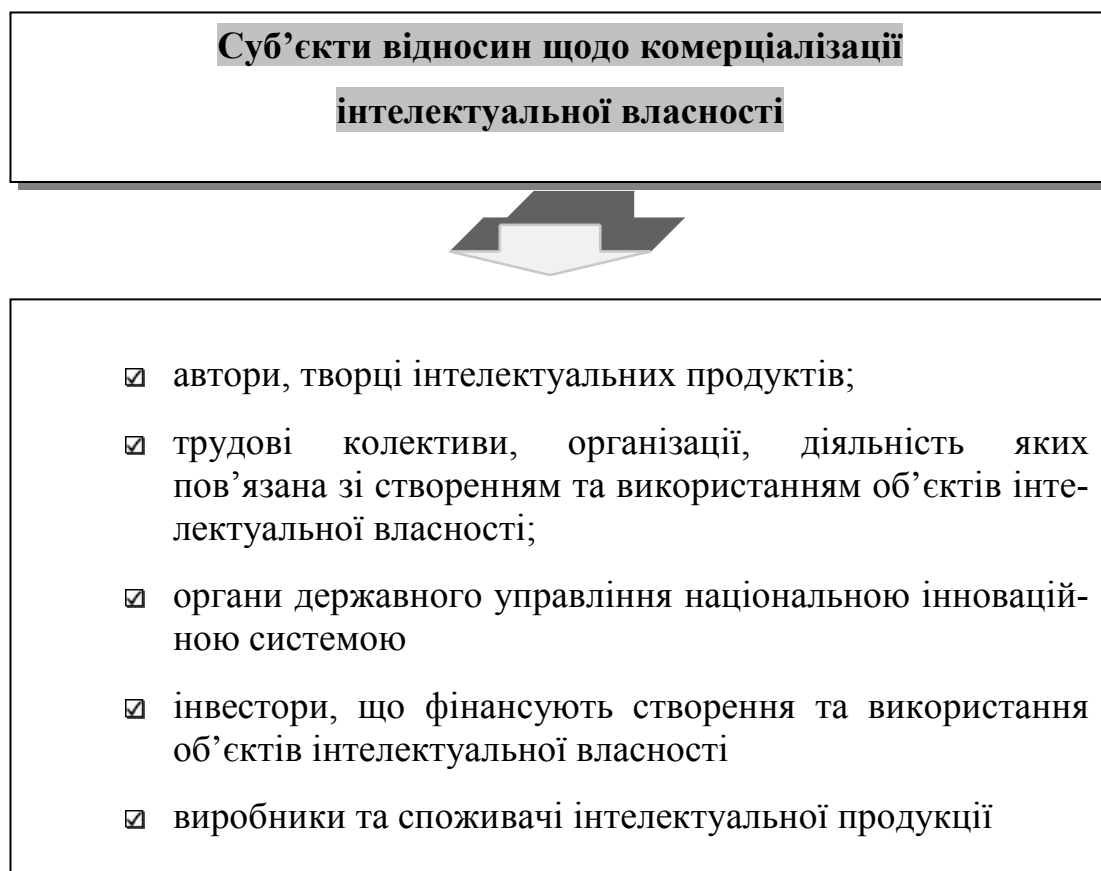 Суб’єкти відносин щодо комерціалізації
інтелектуальної власності
автори, творці інтелектуальних продуктів;
трудові колективи, організації, діяльність яких
пов’язана зі створенням та використанням об’єктів інте-
лектуальної власності;
органи державного управління національною інновацій-
ною системою
інвестори, що фінансують створення та використання
об’єктів інтелектуальної власності
виробники та споживачі інтелектуальної продукції